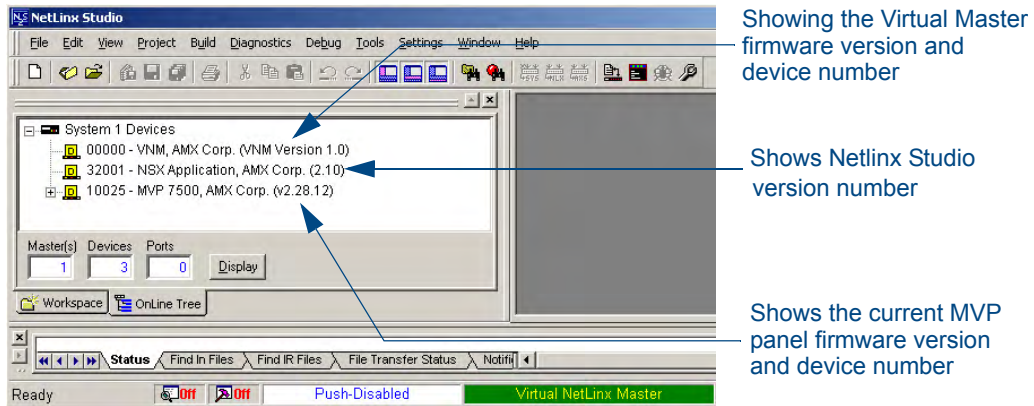 NetLinx Studio
File Edit View Project Build Diagnostics Debug Tools Settings Window Help
System 1 Devices
00000 - VNM, AMX Corp. (VNM Version 1.0)
32001 - NSX Application, AMX Corp. (2.10)
10025 - MVP 7500, AMX Corp. (v2.28.12)
Master(s) Devices Ports
1 3 0 Display
Workspace OnLine Tree
Status Find In Files Find IR Files File Transfer Status Notifi
Ready Off Off Push-Disabled Virtual NetLinx Master
Showing the Virtual Master
firmware version and
device number
Shows Netlinx Studio
version number
Shows the current MVP
panel firmware version
and device number